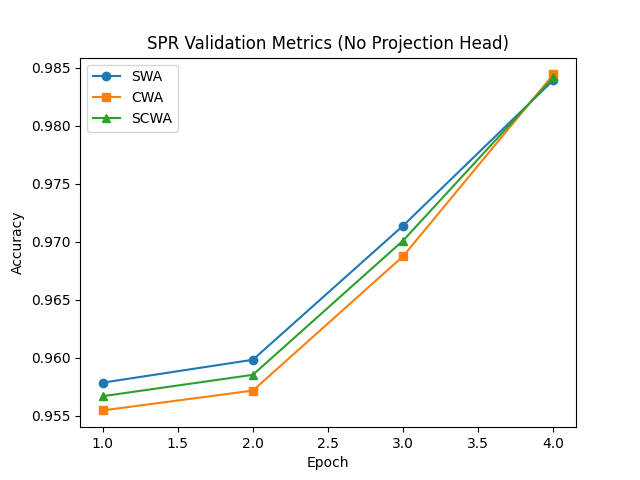 SPR Validation Metrics (No Projection Head)
SWA
CWA
SCWA
Accuracy
0.985
0.980
0.975
0.970
0.965
0.960
0.955
1.0 1.5 2.0 2.5 3.0 3.5 4.0
Epoch